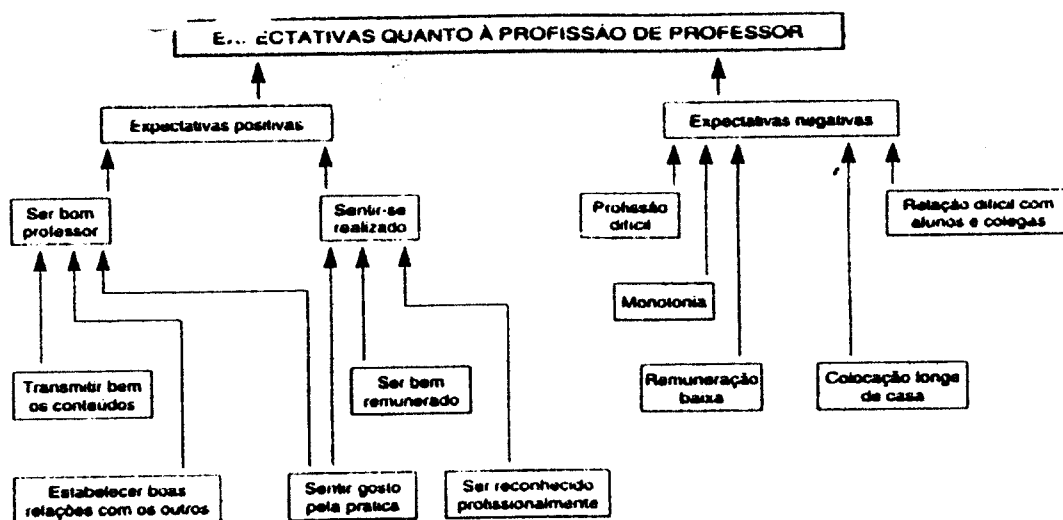 QUANTO À PROFISSÃO DE PROFESSOR
Expectativas positivas
Expectativas negativas
Ser bom
professor
Sentir-se
realizado
Profissão
difícil
Relação difícil com
alunos e colegas
Monotonia
Transmitir bem
os conteúdos
Ser bem
remunerado
Remuneração
baixa
Colocação longe
de casa
Estabelecer boas
relações com os outros
Sentir gosto
pela prática
Ser reconhecido
profissionalmente